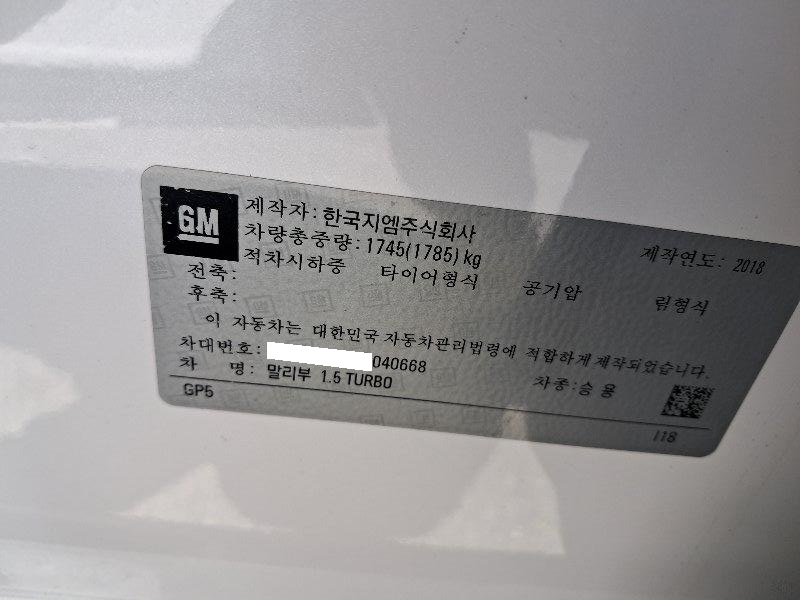 GM
제작자: 한국지엠주식회사
제작연도: 2018
차량총중량: 1745(1785) kg
적차시하중 타이어형식 공기압 림형식
전축:
후축:
이 자동차는 대한민국 자동차관리법령에 적합하게 제작되었습니다.
차대번호: 040668
차 명: 말리부 1.5 TURBO 차종: 승용
GP5 I18